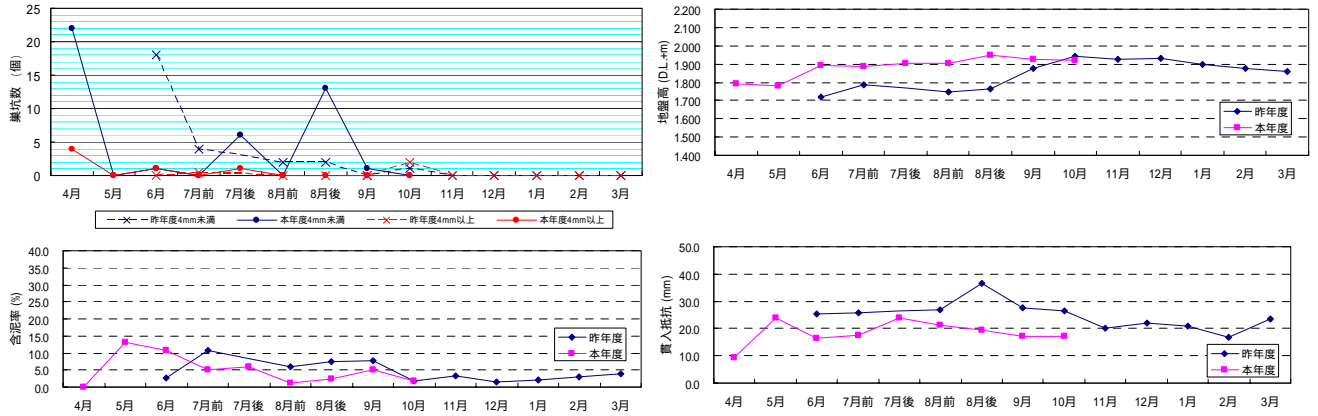 巣坑数 (個)
25
20
15
10
5
0
4月 5月 6月 7月前 7月後 8月前 8月後 9月 10月 11月 12月 1月 2月 3月
昨年度4mm未満 本年度4mm未満 昨年度4mm以上 本年度4mm以上
地盤高 (D.L.+m)
2.200
2.100
2.000
1.900
1.800
1.700
1.600
1.500
1.400
昨年度
本年度
4月 5月 6月 7月前 7月後 8月前 8月後 9月 10月 11月 12月 1月 2月 3月
含泥率 (%)
40.0
35.0
30.0
25.0
20.0
15.0
10.0
5.0
0.0
昨年度
本年度
4月 5月 6月 7月前 7月後 8月前 8月後 9月 10月 11月 12月 1月 2月 3月
貫入抵抗 (mm)
50.0
40.0
30.0
20.0
10.0
0.0
昨年度
本年度
4月 5月 6月 7月前 7月後 8月前 8月後 9月 10月 11月 12月 1月 2月 3月